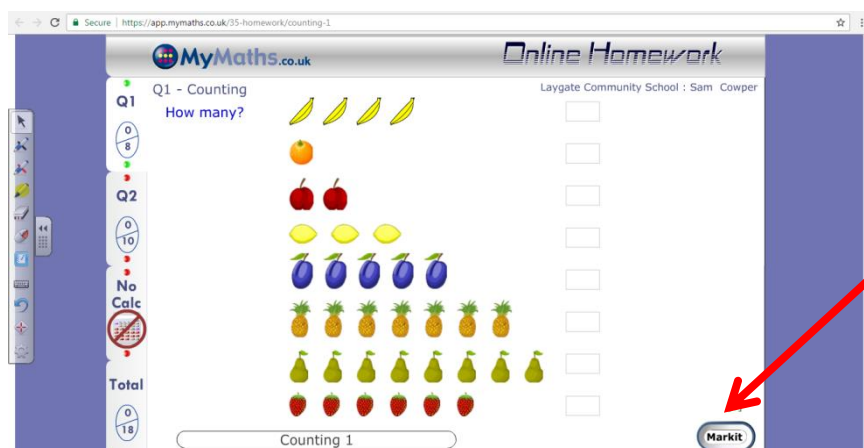 Secure | https://app.mymaths.co.uk/35-homework/counting-1
MyMaths.co.uk
Online Homework
Q1
0
8
Q2
0
10
No
Calc
Total
0
18
Q1 - Counting
Laygate Community School : Sam Cowper
How many?
Counting 1
Markit